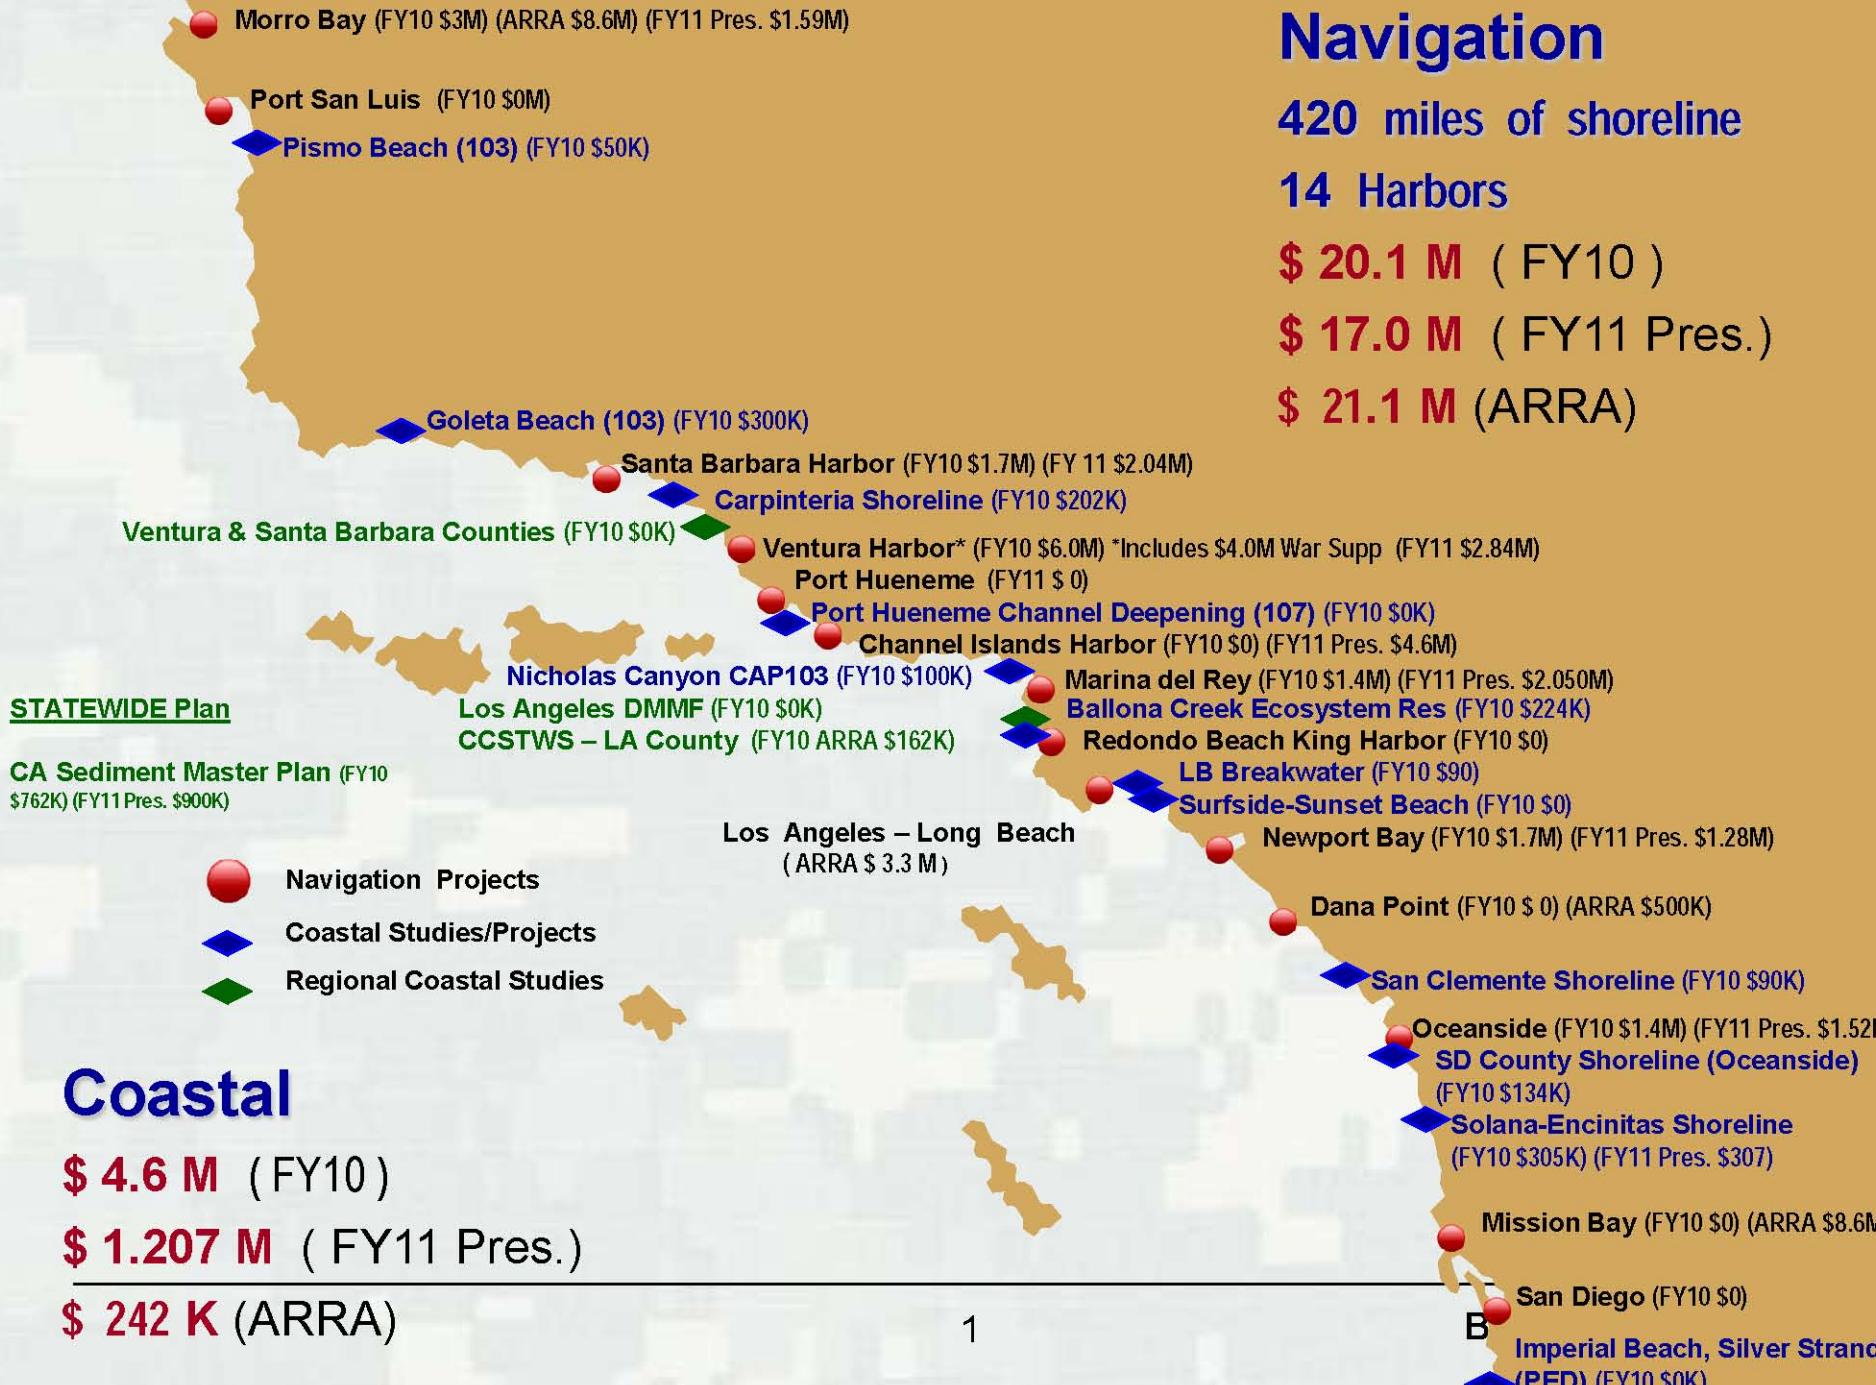 Morro Bay (FY10 $3M) (ARRA $8.6M) (FY11 Pres. $1.59M)
Port San Luis (FY10 $0M)
Pismo Beach (103) (FY10 $50K)
Navigation
420 miles of shoreline
14 Harbors
$ 20.1 M ( FY10 )
$ 17.0 M ( FY11 Pres.)
$ 21.1 M (ARRA)
Goleta Beach (103) (FY10 $300K)
Santa Barbara Harbor (FY10 $1.7M) (FY 11 $2.04M)
Carpinteria Shoreline (FY10 $202K)
Ventura & Santa Barbara Counties (FY10 $0K)
Ventura Harbor* (FY10 $6.0M) *Includes $4.0M War Supp (FY11 $2.84M)
Port Hueneme (FY11 $ 0)
Port Hueneme Channel Deepening (107) (FY10 $0K)
Channel Islands Harbor (FY10 $0) (FY11 Pres. $4.6M)
Nicholas Canyon CAP103 (FY10 $100K)
Marina del Rey (FY10 $1.4M) (FY11 Pres. $2.050M)
STATEWIDE Plan
Los Angeles DMMF (FY10 $0K)
Ballona Creek Ecosystem Res (FY10 $224K)
CCSTWS – LA County (FY10 ARRA $162K)
Redondo Beach King Harbor (FY10 $0)
CA Sediment Master Plan (FY10
$762K) (FY11 Pres. $900K)
LB Breakwater (FY10 $90)
Surfside-Sunset Beach (FY10 $0)
Los Angeles – Long Beach
( ARRA $ 3.3 M )
Newport Bay (FY10 $1.7M) (FY11 Pres. $1.28M)
Navigation Projects
Coastal Studies/Projects
Regional Coastal Studies
Dana Point (FY10 $ 0) (ARRA $500K)
San Clemente Shoreline (FY10 $90K)
Oceanside (FY10 $1.4M) (FY11 Pres. $1.52
SD County Shoreline (Oceanside)
(FY10 $134K)
Solana-Encinitas Shoreline
(FY10 $305K) (FY11 Pres. $307)
Coastal
$ 4.6 M ( FY10 )
$ 1.207 M ( FY11 Pres.)
$ 242 K (ARRA)
Mission Bay (FY10 $0) (ARRA $8.6M
San Diego (FY10 $0)
1
B
Imperial Beach, Silver Strand
(PED) (FY10 $0K)